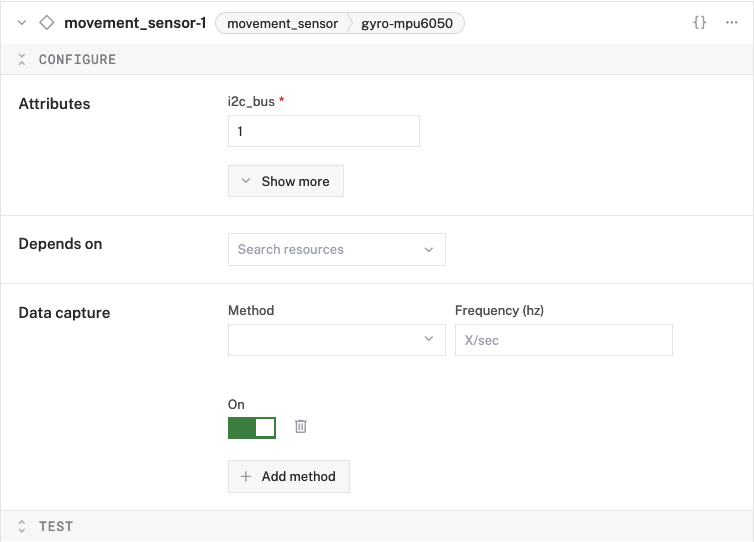 movement_sensor-1 movement_sensor gyro-mpu6050 {} ···
CONFIGURE
Attributes
i2c_bus *
1
Show more
Depends on
Search resources
Data capture
Method Frequency (hz)
X/sec
On
+ Add method
TEST